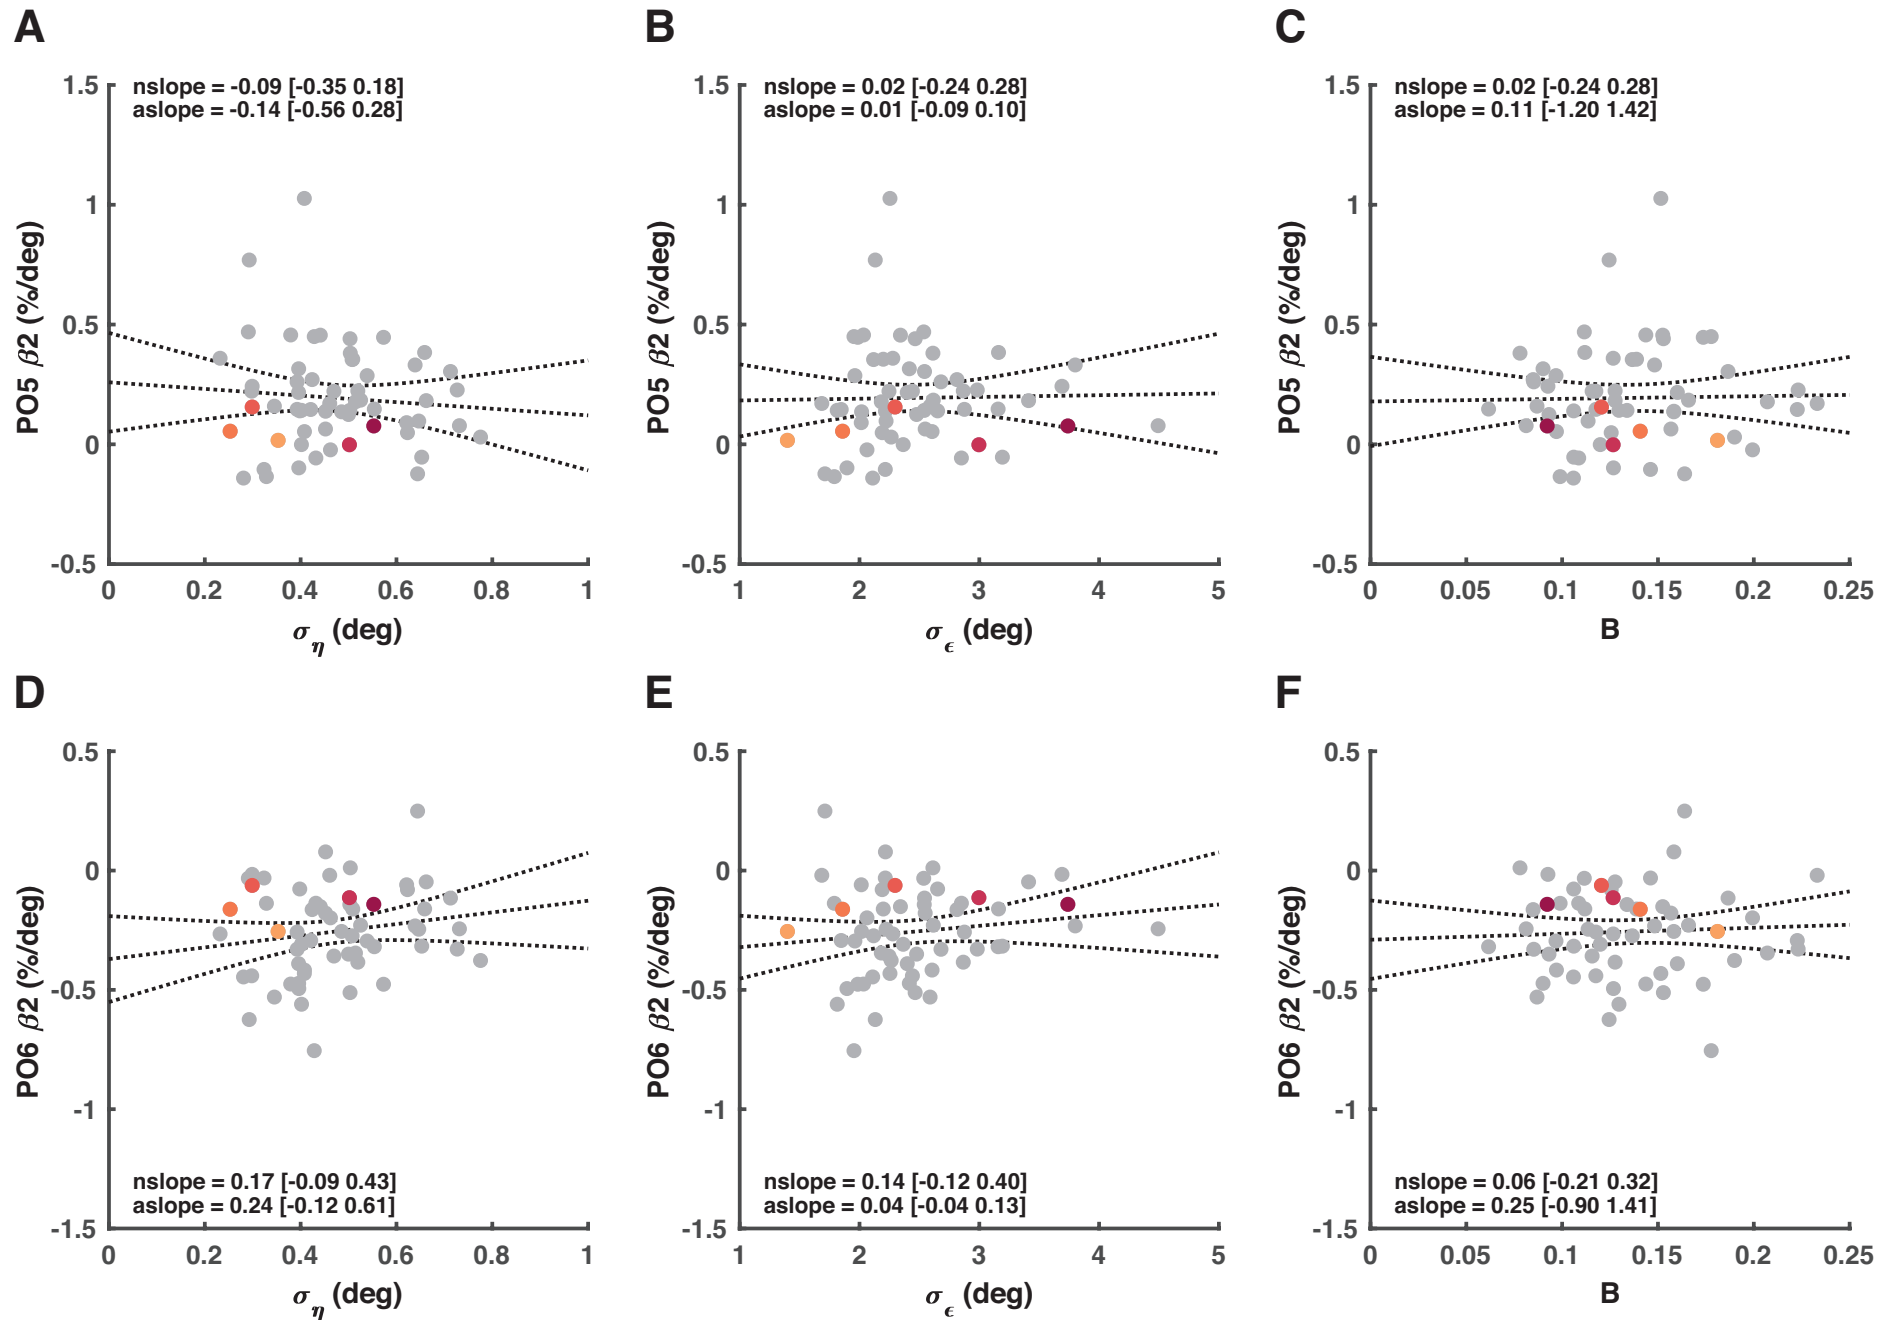 A
nslope = -0.09 [-0.35 0.18]
aslope = -0.14 [-0.56 0.28]
PO5 β2 (%/deg)
1.5
1
0.5
0
-0.5
0 0.2 0.4 0.6 0.8 1
σ_η (deg)
B
nslope = 0.02 [-0.24 0.28]
aslope = 0.01 [-0.09 0.10]
PO5 β2 (%/deg)
1.5
1
0.5
0
-0.5
1 2 3 4 5
σ_ϵ (deg)
C
nslope = 0.02 [-0.24 0.28]
aslope = 0.11 [-1.20 1.42]
PO5 β2 (%/deg)
1.5
1
0.5
0
-0.5
0 0.05 0.1 0.15 0.2 0.25
B
D
PO6 β2 (%/deg)
0.5
0
-0.5
-1
-1.5
nslope = 0.17 [-0.09 0.43]
aslope = 0.24 [-0.12 0.61]
0 0.2 0.4 0.6 0.8 1
σ_η (deg)
E
PO6 β2 (%/deg)
0.5
0
-0.5
-1
-1.5
nslope = 0.14 [-0.12 0.40]
aslope = 0.04 [-0.04 0.13]
1 2 3 4 5
σ_ϵ (deg)
F
PO6 β2 (%/deg)
0.5
0
-0.5
-1
-1.5
nslope = 0.06 [-0.21 0.32]
aslope = 0.25 [-0.90 1.41]
0 0.05 0.1 0.15 0.2 0.25
B